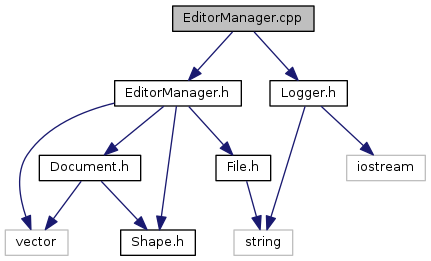 EditorManager.cpp
EditorManager.h
Logger.h
Document.h
File.h
iostream
vector
Shape.h
string